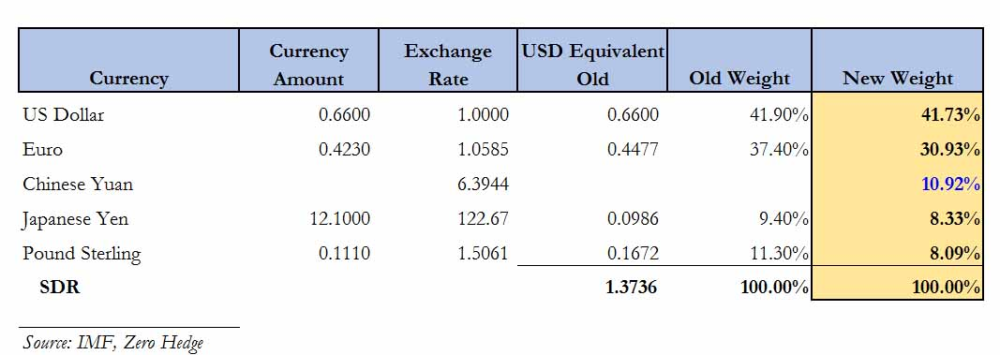 Currency Currency Amount Exchange Rate USD Equivalent Old Old Weight New Weight
US Dollar 0.6600 1.0000 0.6600 41.90% 41.73%
Euro 0.4230 1.0585 0.4477 37.40% 30.93%
Chinese Yuan 6.3944 10.92%
Japanese Yen 12.1000 122.67 0.0986 9.40% 8.33%
Pound Sterling 0.1110 1.5061 0.1672 11.30% 8.09%
SDR 1.3736 100.00% 100.00%
Source: IMF, Zero Hedge